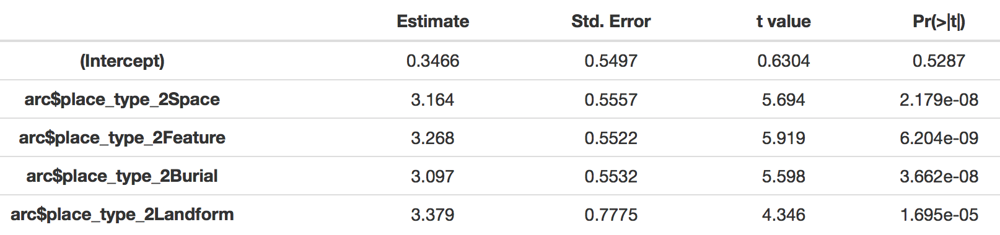 Estimate Std. Error t value Pr(>|t|)
(Intercept) 0.3466 0.5497 0.6304 0.5287
arc$place_type_2Space 3.164 0.5557 5.694 2.179e-08
arc$place_type_2Feature 3.268 0.5522 5.919 6.204e-09
arc$place_type_2Burial 3.097 0.5532 5.598 3.662e-08
arc$place_type_2Landform 3.379 0.7775 4.346 1.695e-05